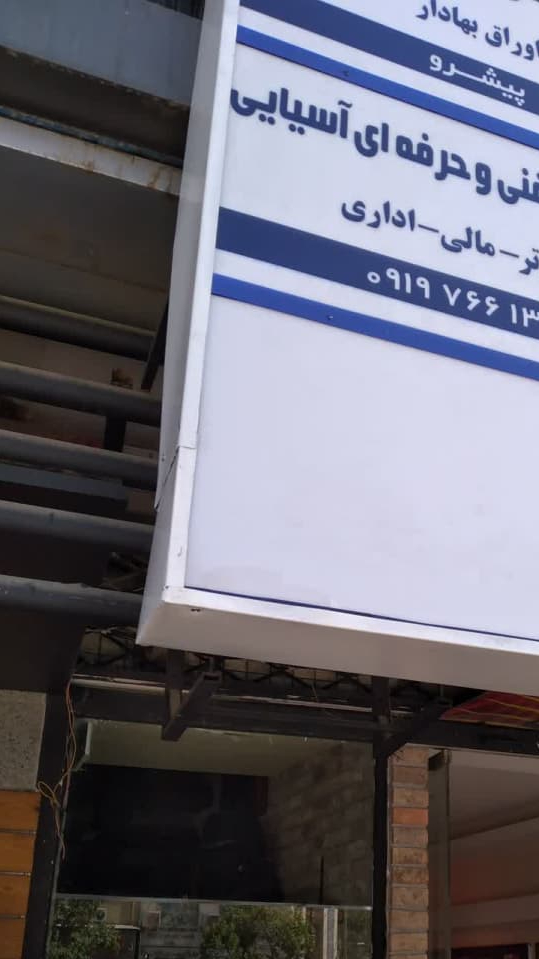 اوراق بهادار
پیشرو
فنی و حرفه ای آسیایی
تر-مالی-اداری
۰۹۱۹ ۷۶۶ ۱۳